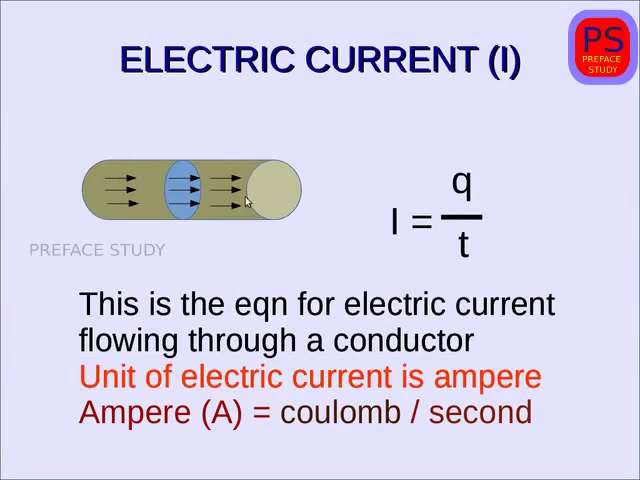 ELECTRIC CURRENT (I)
PS
PREFACE
STUDY
q
I =
t
PREFACE STUDY
This is the eqn for electric current
flowing through a conductor
Unit of electric current is ampere
Ampere (A) = coulomb / second